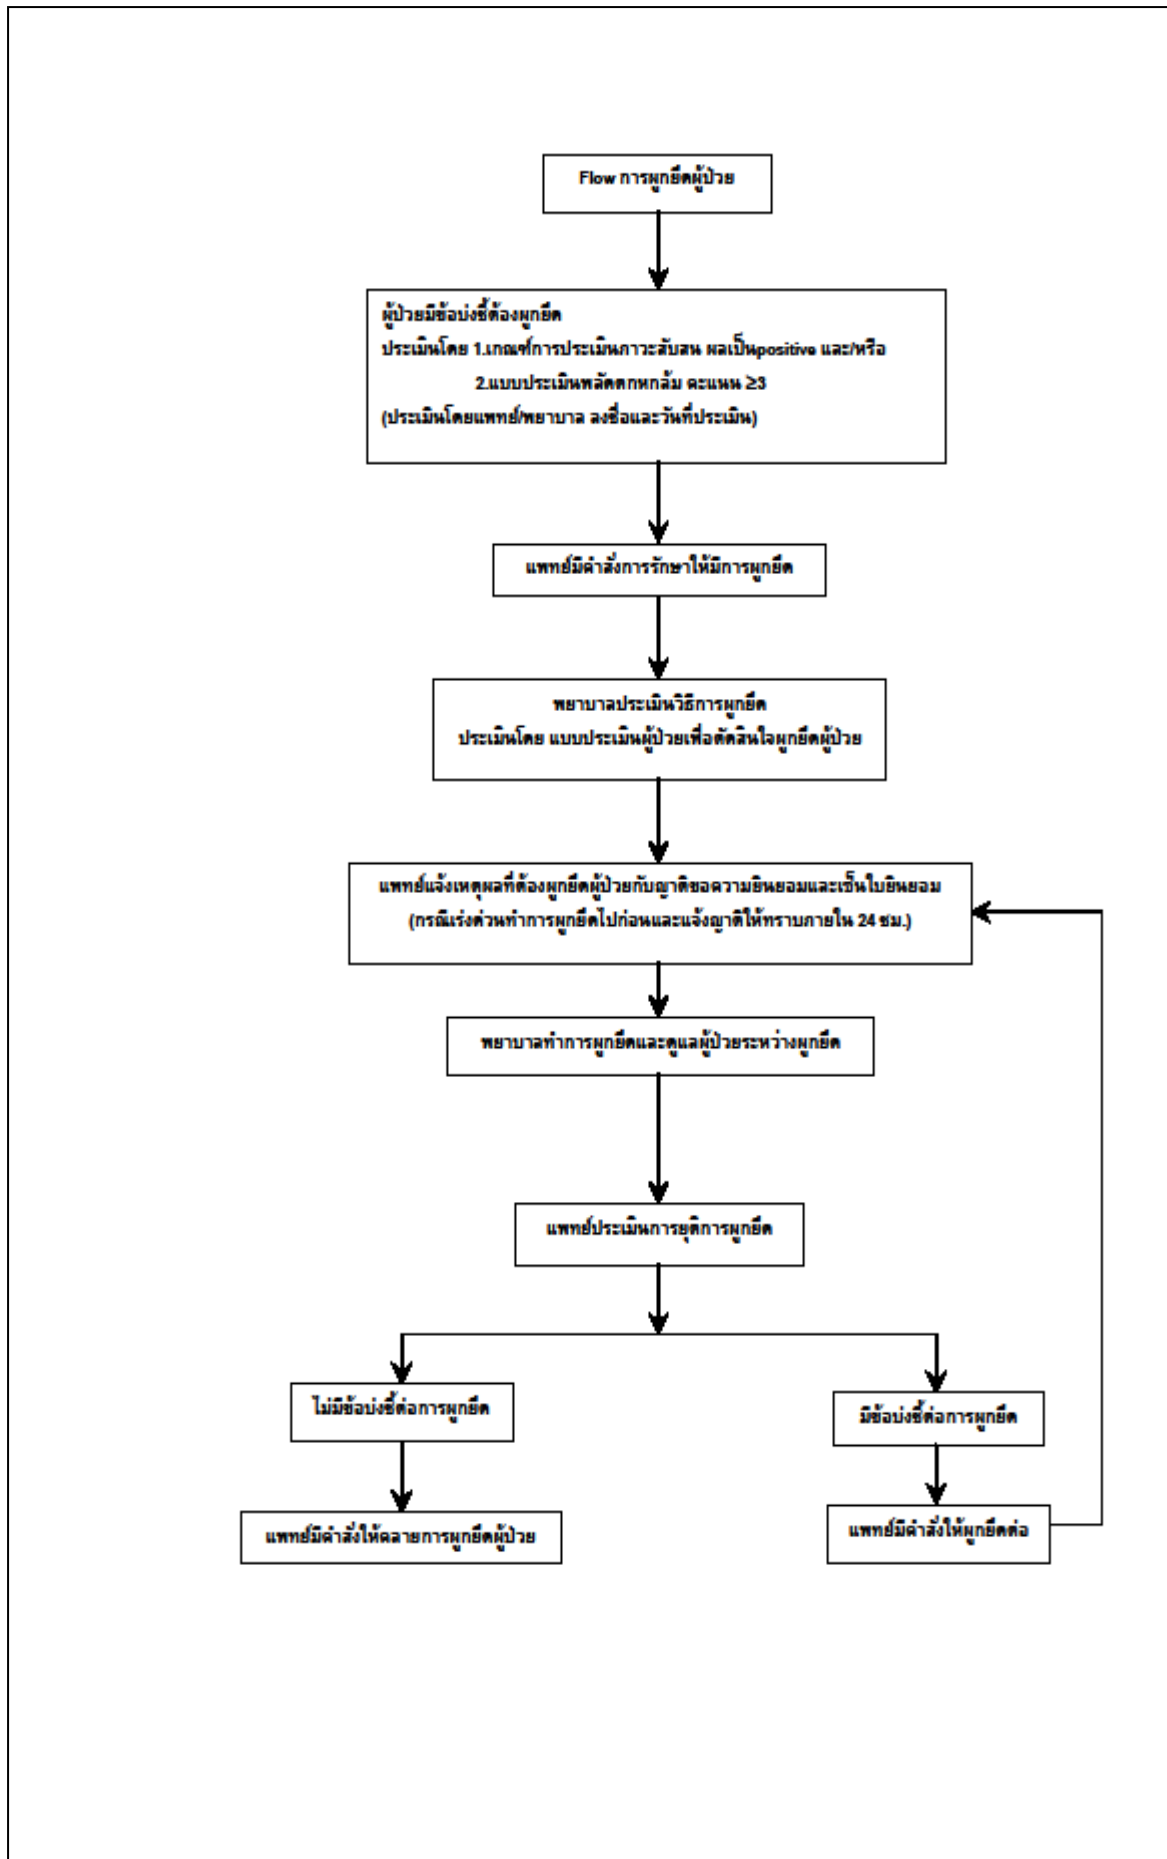 Flow การผูกยึดผู้ป่วย
ผู้ป่วยมีข้อบ่งชี้ต้องผูกยึด
ประเมินโดย 1.เกณฑ์การประเมินภาวะสับสน ผลเป็นpositive และ/หรือ
2.แบบประเมินพลัดตกหกล้ม คะแนน ≥3
(ประเมินโดยแพทย์/พยาบาล ลงชื่อและวันที่ประเมิน)
แพทย์มีคำสั่งการรักษาให้มีการผูกยึด
พยาบาลประเมินวิธีการผูกยึด
ประเมินโดย แบบประเมินผู้ป่วยเพื่อตัดสินใจผูกยึดผู้ป่วย
แพทย์แจ้งเหตุผลที่ต้องผูกยึดผู้ป่วยกับญาติขอความยินยอมและเซ็นใบยินยอม
(กรณีเร่งด่วนทำการผูกยึดไปก่อนและแจ้งญาติให้ทราบภายใน 24 ชม.)
พยาบาลทำการผูกยึดและดูแลผู้ป่วยระหว่างผูกยึด
แพทย์ประเมินการยุติการผูกยึด
ไม่มีข้อบ่งชี้ต่อการผูกยึด
มีข้อบ่งชี้ต่อการผูกยึด
แพทย์มีคำสั่งให้คลายการผูกยึดผู้ป่วย
แพทย์มีคำสั่งให้ผูกยึดต่อ